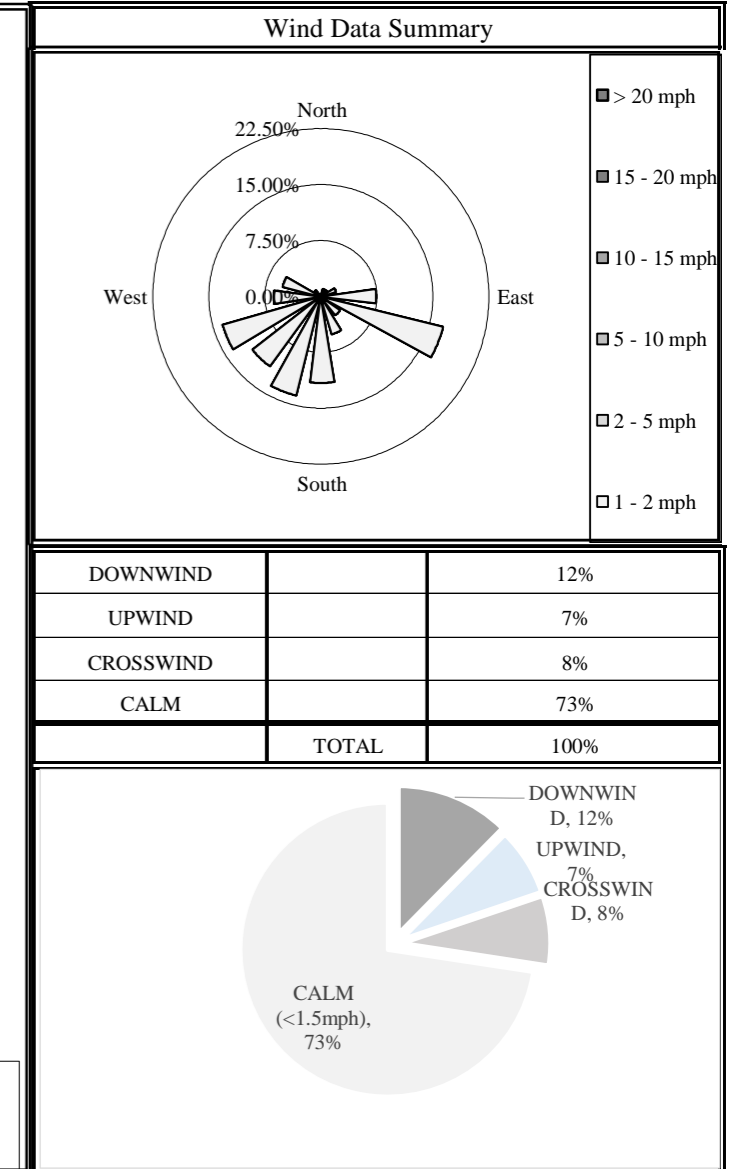 Wind Data Summary
North
22.50%
15.00%
7.50%
0.00%
West
East
South
> 20 mph
15 - 20 mph
10 - 15 mph
5 - 10 mph
2 - 5 mph
1 - 2 mph
DOWNWIND 12%
UPWIND 7%
CROSSWIND 8%
CALM 73%
TOTAL 100%
DOWNWIN
D, 12%
UPWIND,
7%
CROSSWIN
D, 8%
CALM
(<1.5mph),
73%